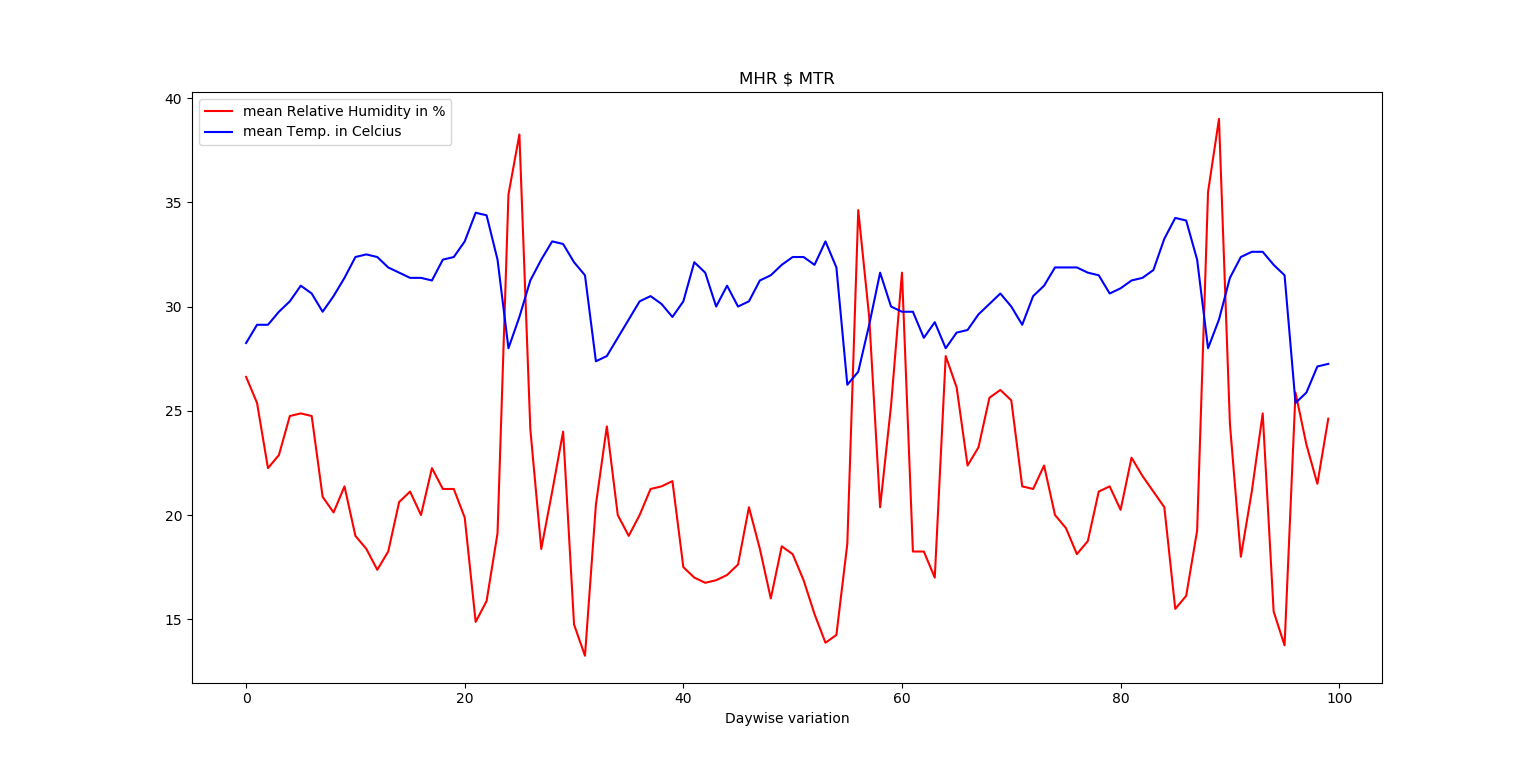 MHR $ MTR
mean Relative Humidity in %
mean Temp. in Celcius
40
35
30
25
20
15
0 20 40 60 80 100
Daywise variation